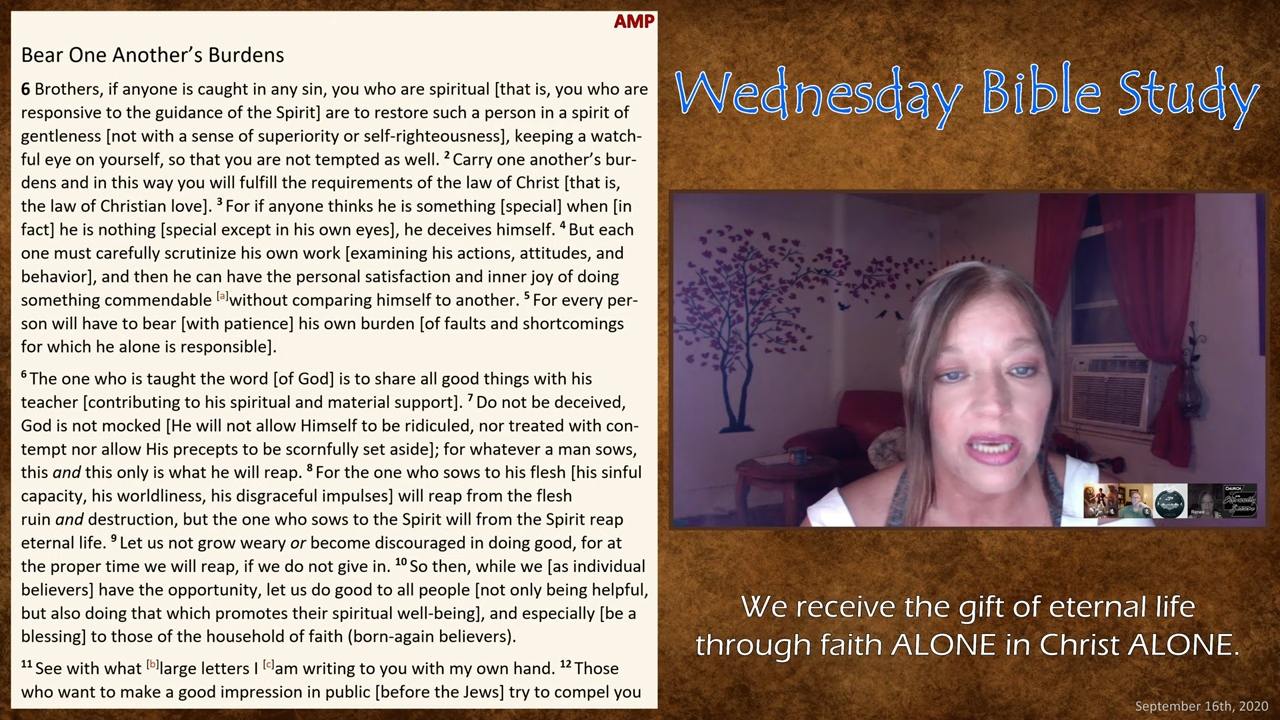 AMP
Bear One Another’s Burdens
6 Brothers, if anyone is caught in any sin, you who are spiritual [that is, you who are
responsive to the guidance of the Spirit] are to restore such a person in a spirit of
gentleness [not with a sense of superiority or self-righteousness], keeping a watch-
ful eye on yourself, so that you are not tempted as well. 2 Carry one another’s bur-
dens and in this way you will fulfill the requirements of the law of Christ [that is,
the law of Christian love]. 3 For if anyone thinks he is something [special] when [in
fact] he is nothing [special except in his own eyes], he deceives himself. 4 But each
one must carefully scrutinize his own work [examining his actions, attitudes, and
behavior], and then he can have the personal satisfaction and inner joy of doing
something commendable [a]without comparing himself to another. 5 For every per-
son will have to bear [with patience] his own burden [of faults and shortcomings
for which he alone is responsible].
6 The one who is taught the word [of God] is to share all good things with his
teacher [contributing to his spiritual and material support]. 7 Do not be deceived,
God is not mocked [He will not allow Himself to be ridiculed, nor treated with con-
tempt nor allow His precepts to be scornfully set aside]; for whatever a man sows,
this and this only is what he will reap. 8 For the one who sows to his flesh [his sinful
capacity, his worldliness, his disgraceful impulses] will reap from the flesh
ruin and destruction, but the one who sows to the Spirit will from the Spirit reap
eternal life. 9 Let us not grow weary or become discouraged in doing good, for at
the proper time we will reap, if we do not give in. 10 So then, while we [as individual
believers] have the opportunity, let us do good to all people [not only being helpful,
but also doing that which promotes their spiritual well-being], and especially [be a
blessing] to those of the household of faith (born-again believers).
11 See with what [b]large letters I [c]am writing to you with my own hand. 12 Those
who want to make a good impression in public [before the Jews] try to compel you
Wednesday Bible Study
CHURCH
We receive the gift of eternal life
through faith ALONE in Christ ALONE.
September 16th, 2020